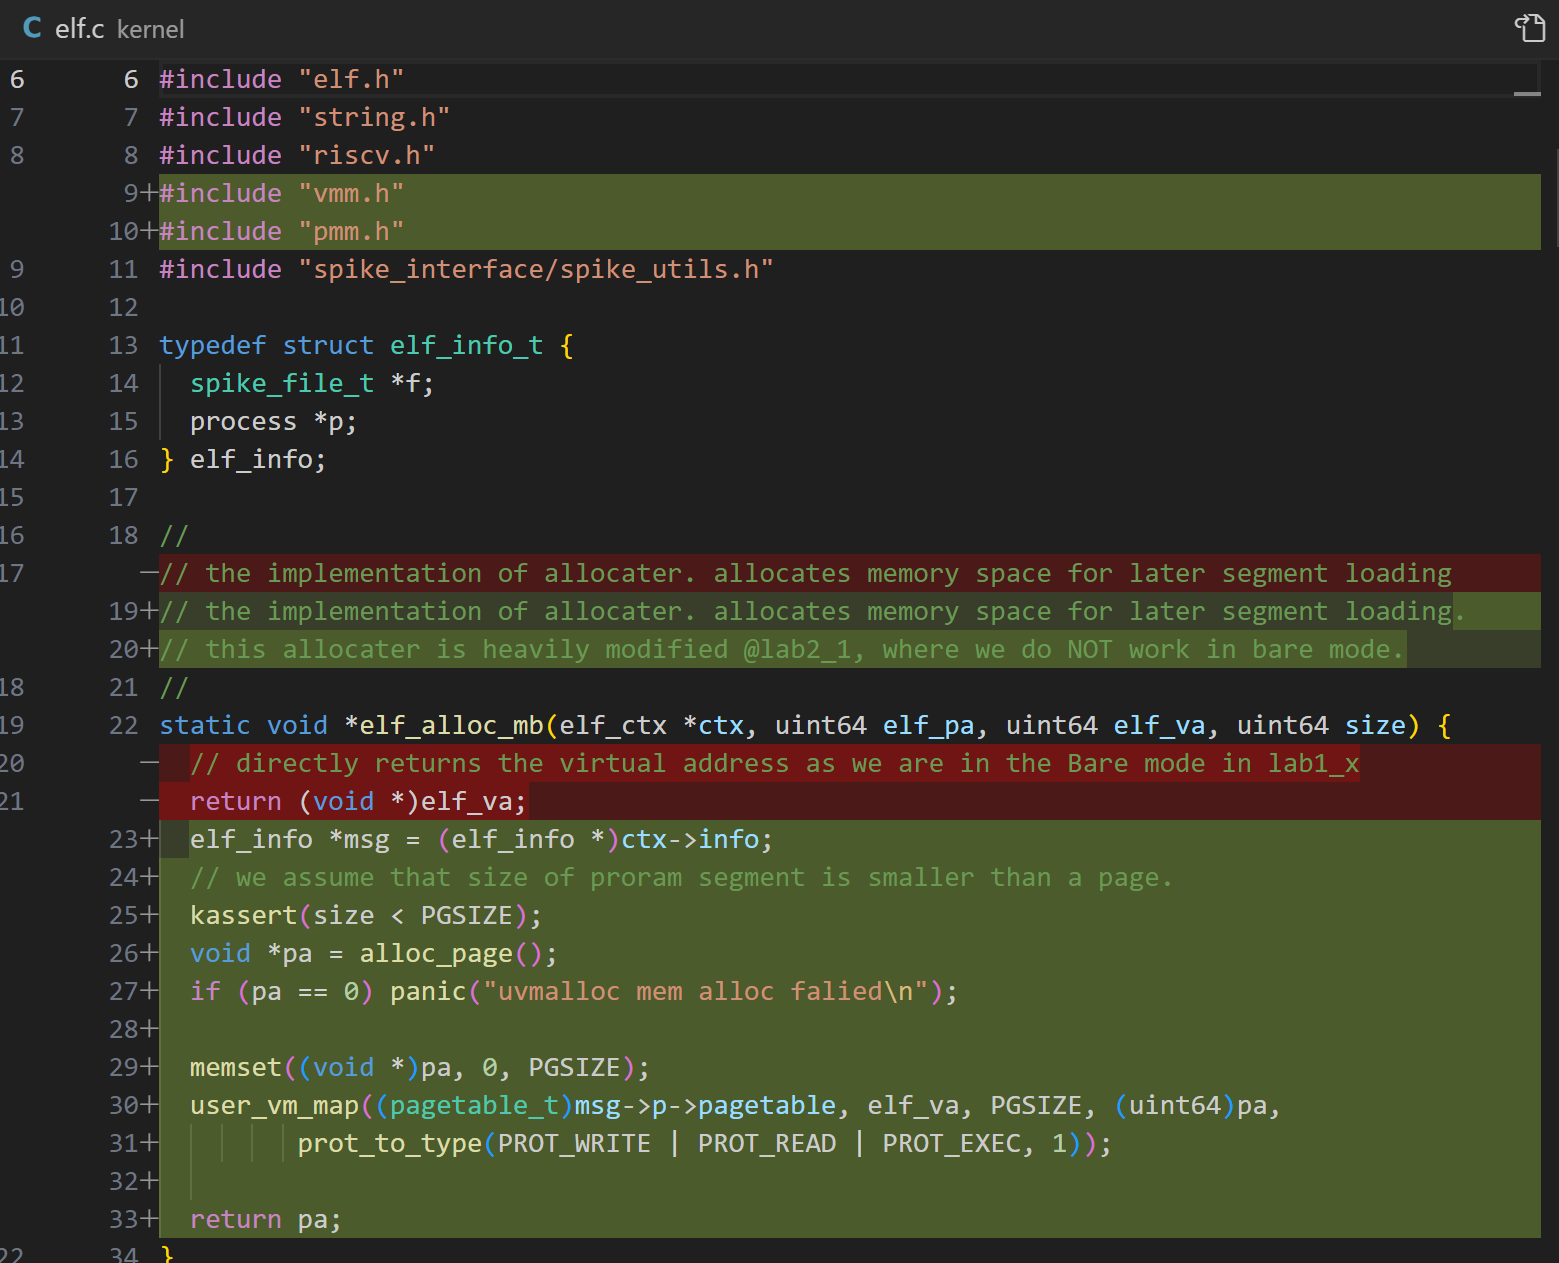 C elf.c kernel
6 6 #include "elf.h"
7 7 #include "string.h"
8 8 #include "riscv.h"
9+#include "vmm.h"
10+#include "pmm.h"
9 11 #include "spike_interface/spike_utils.h"
10 12
11 13 typedef struct elf_info_t {
12 14 spike_file_t *f;
13 15 process *p;
14 16 } elf_info;
15 17
16 18 //
17 —// the implementation of allocater. allocates memory space for later segment loading
19+// the implementation of allocater. allocates memory space for later segment loading.
20+// this allocater is heavily modified @lab2_1, where we do NOT work in bare mode.
18 21 //
19 22 static void *elf_alloc_mb(elf_ctx *ctx, uint64 elf_pa, uint64 elf_va, uint64 size) {
20 — // directly returns the virtual address as we are in the Bare mode in lab1_x
21 — return (void *)elf_va;
23+ elf_info *msg = (elf_info *)ctx->info;
24+ // we assume that size of proram segment is smaller than a page.
25+ kassert(size < PGSIZE);
26+ void *pa = alloc_page();
27+ if (pa == 0) panic("uvmalloc mem alloc falied\n");
28+
29+ memset((void *)pa, 0, PGSIZE);
30+ user_vm_map((pagetable_t)msg->p->pagetable, elf_va, PGSIZE, (uint64)pa,
31+ prot_to_type(PROT_WRITE | PROT_READ | PROT_EXEC, 1));
32+
33+ return pa;
22 34 }